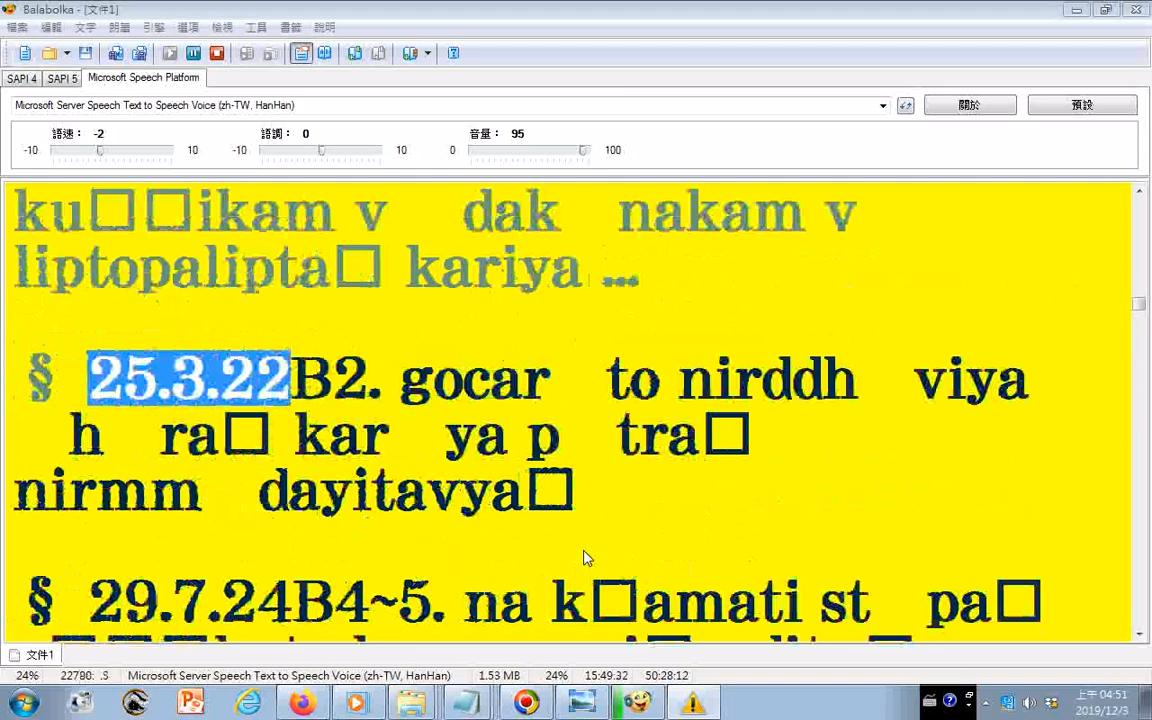 Balabolka - [文件1]
檔案 編輯 文字 朗筆 引擎 選項 檢視 工具 書籤 說明
SAPI 4 SAPI 5 Microsoft Speech Platform
Microsoft Server Speech Text to Speech Voice (zh-TW, HanHan) 關於 預設
語速： -2 語調： 0 音量： 95
-10 10 -10 10 0 100
ku□□ikam v dak nakam v
liptopalipta□ kariya ...
§ 25.3.22B2. gocar to nirddh viya
h ra□ kar ya p tra□
nirmm dayitavya□
§ 29.7.24B4~5. na k□amati st pa□
文件1
24% 22780: .S Microsoft Server Speech Text to Speech Voice (zh-TW, HanHan) 1.53 MB 24% 15:49:32 50:28:12
上午 04:51
2019/12/3